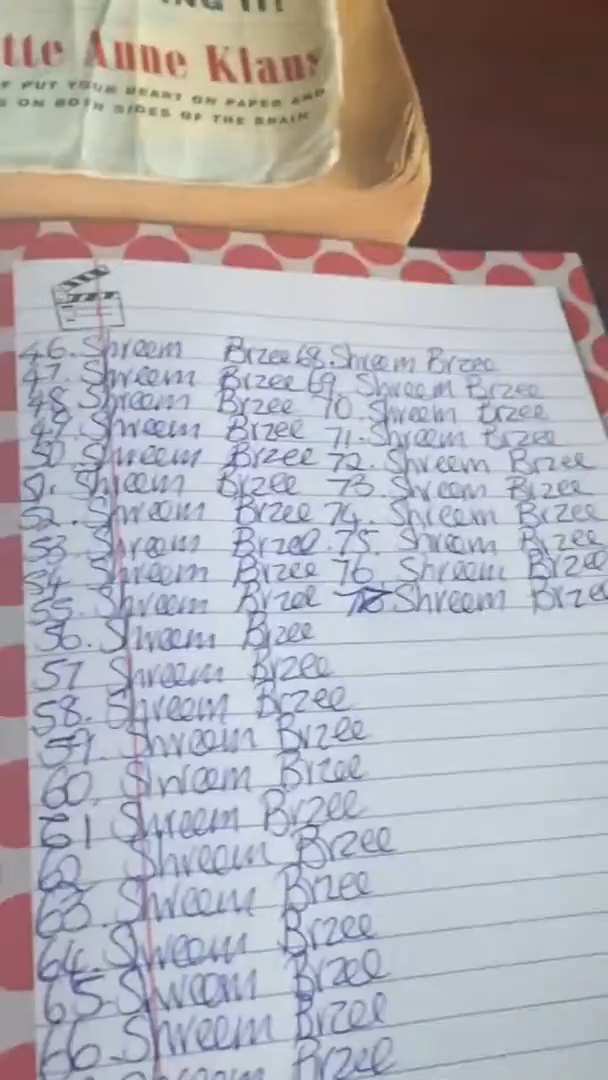 ING IT!
tte Anne Klaus
PUT YOUR HEART ON PAPER AND
S ON BOTH SIDES OF THE BRAIN
46. Shreem Brzee 68. Shreem Brzee
47. Shreem Brzee 69. Shreem Brzee
48 Shreem Brzee 70. Shreem Brzee
49. Shreem Brzee 71. Shreem Brzee
50 Shreem Brzee 72. Shreem Brzee
51. Shreem Brzee 73. Shreem Brzee
52. Shreem Brzee 74. Shreem Brzee
53 Shreem Brzee. 75. Shreem Brzee
54 Shreem Brzee 76. Shreem Brzee
55. Shreem Brzee Shreem Brzee
56. Shreem Brzee
57 Shreem Brzee
58. Shreem Brzee
59. Shreem Brzee
60. Shreem Brzee
61 Shreem Brzee
62 Shreem Brzee
63. Shreem Brzee
64. Shreem Brzee
65. Shreem Brzee
66. Shreem Brzee
Shreem Brzee